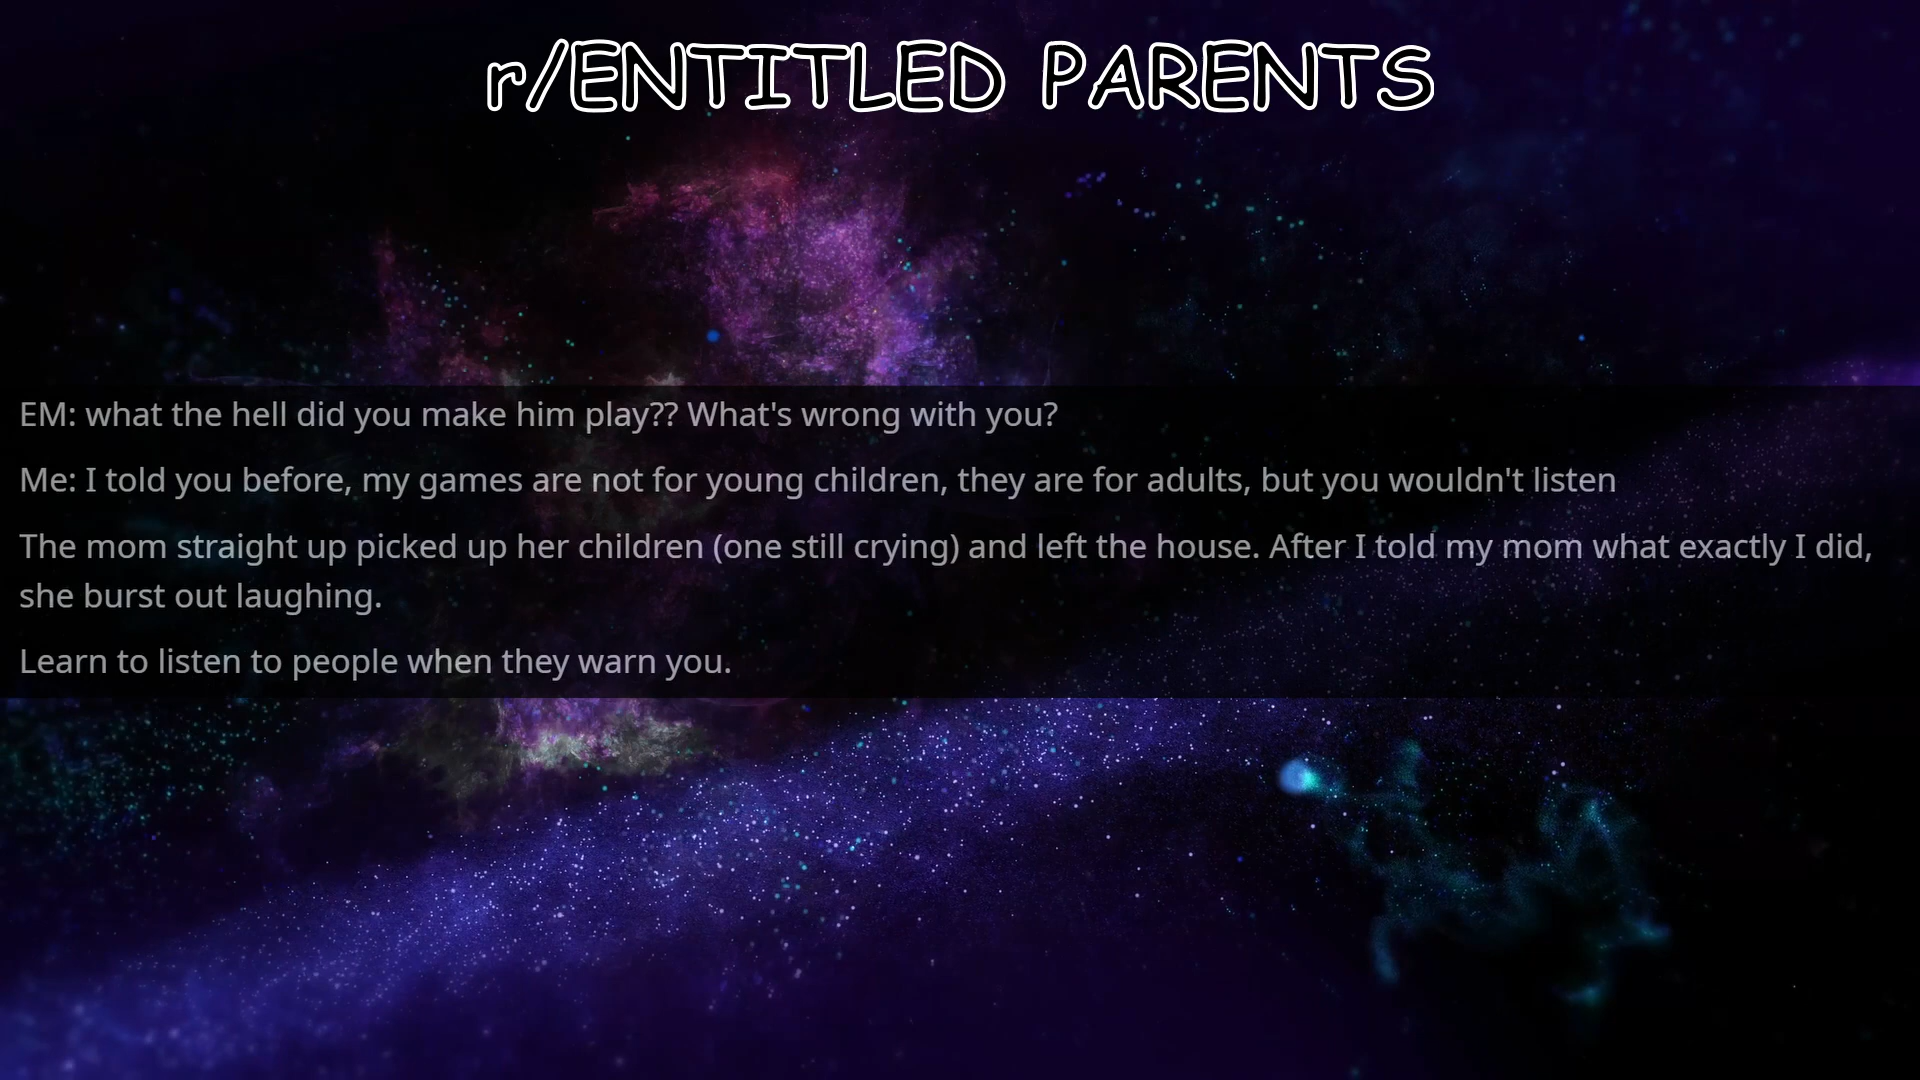 r/ENTITLED PARENTS
EM: what the hell did you make him play?? What's wrong with you?
Me: I told you before, my games are not for young children, they are for adults, but you wouldn't listen
The mom straight up picked up her children (one still crying) and left the house. After I told my mom what exactly I did,
she burst out laughing.
Learn to listen to people when they warn you.